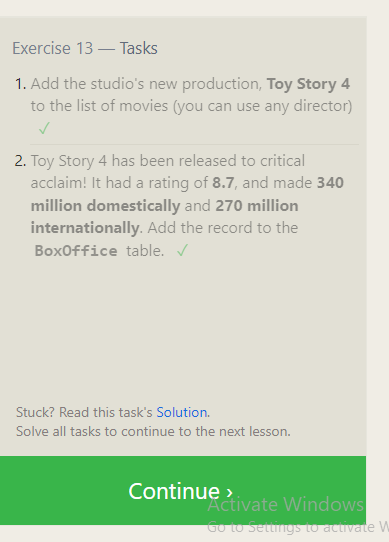 Exercise 13 — Tasks
1. Add the studio's new production, Toy Story 4
to the list of movies (you can use any director)
✓
2. Toy Story 4 has been released to critical
acclaim! It had a rating of 8.7, and made 340
million domestically and 270 million
internationally. Add the record to the
BoxOffice table. ✓
Stuck? Read this task's Solution.
Solve all tasks to continue to the next lesson.
Continue ›
Activate Windows
Go to Settings to activate W